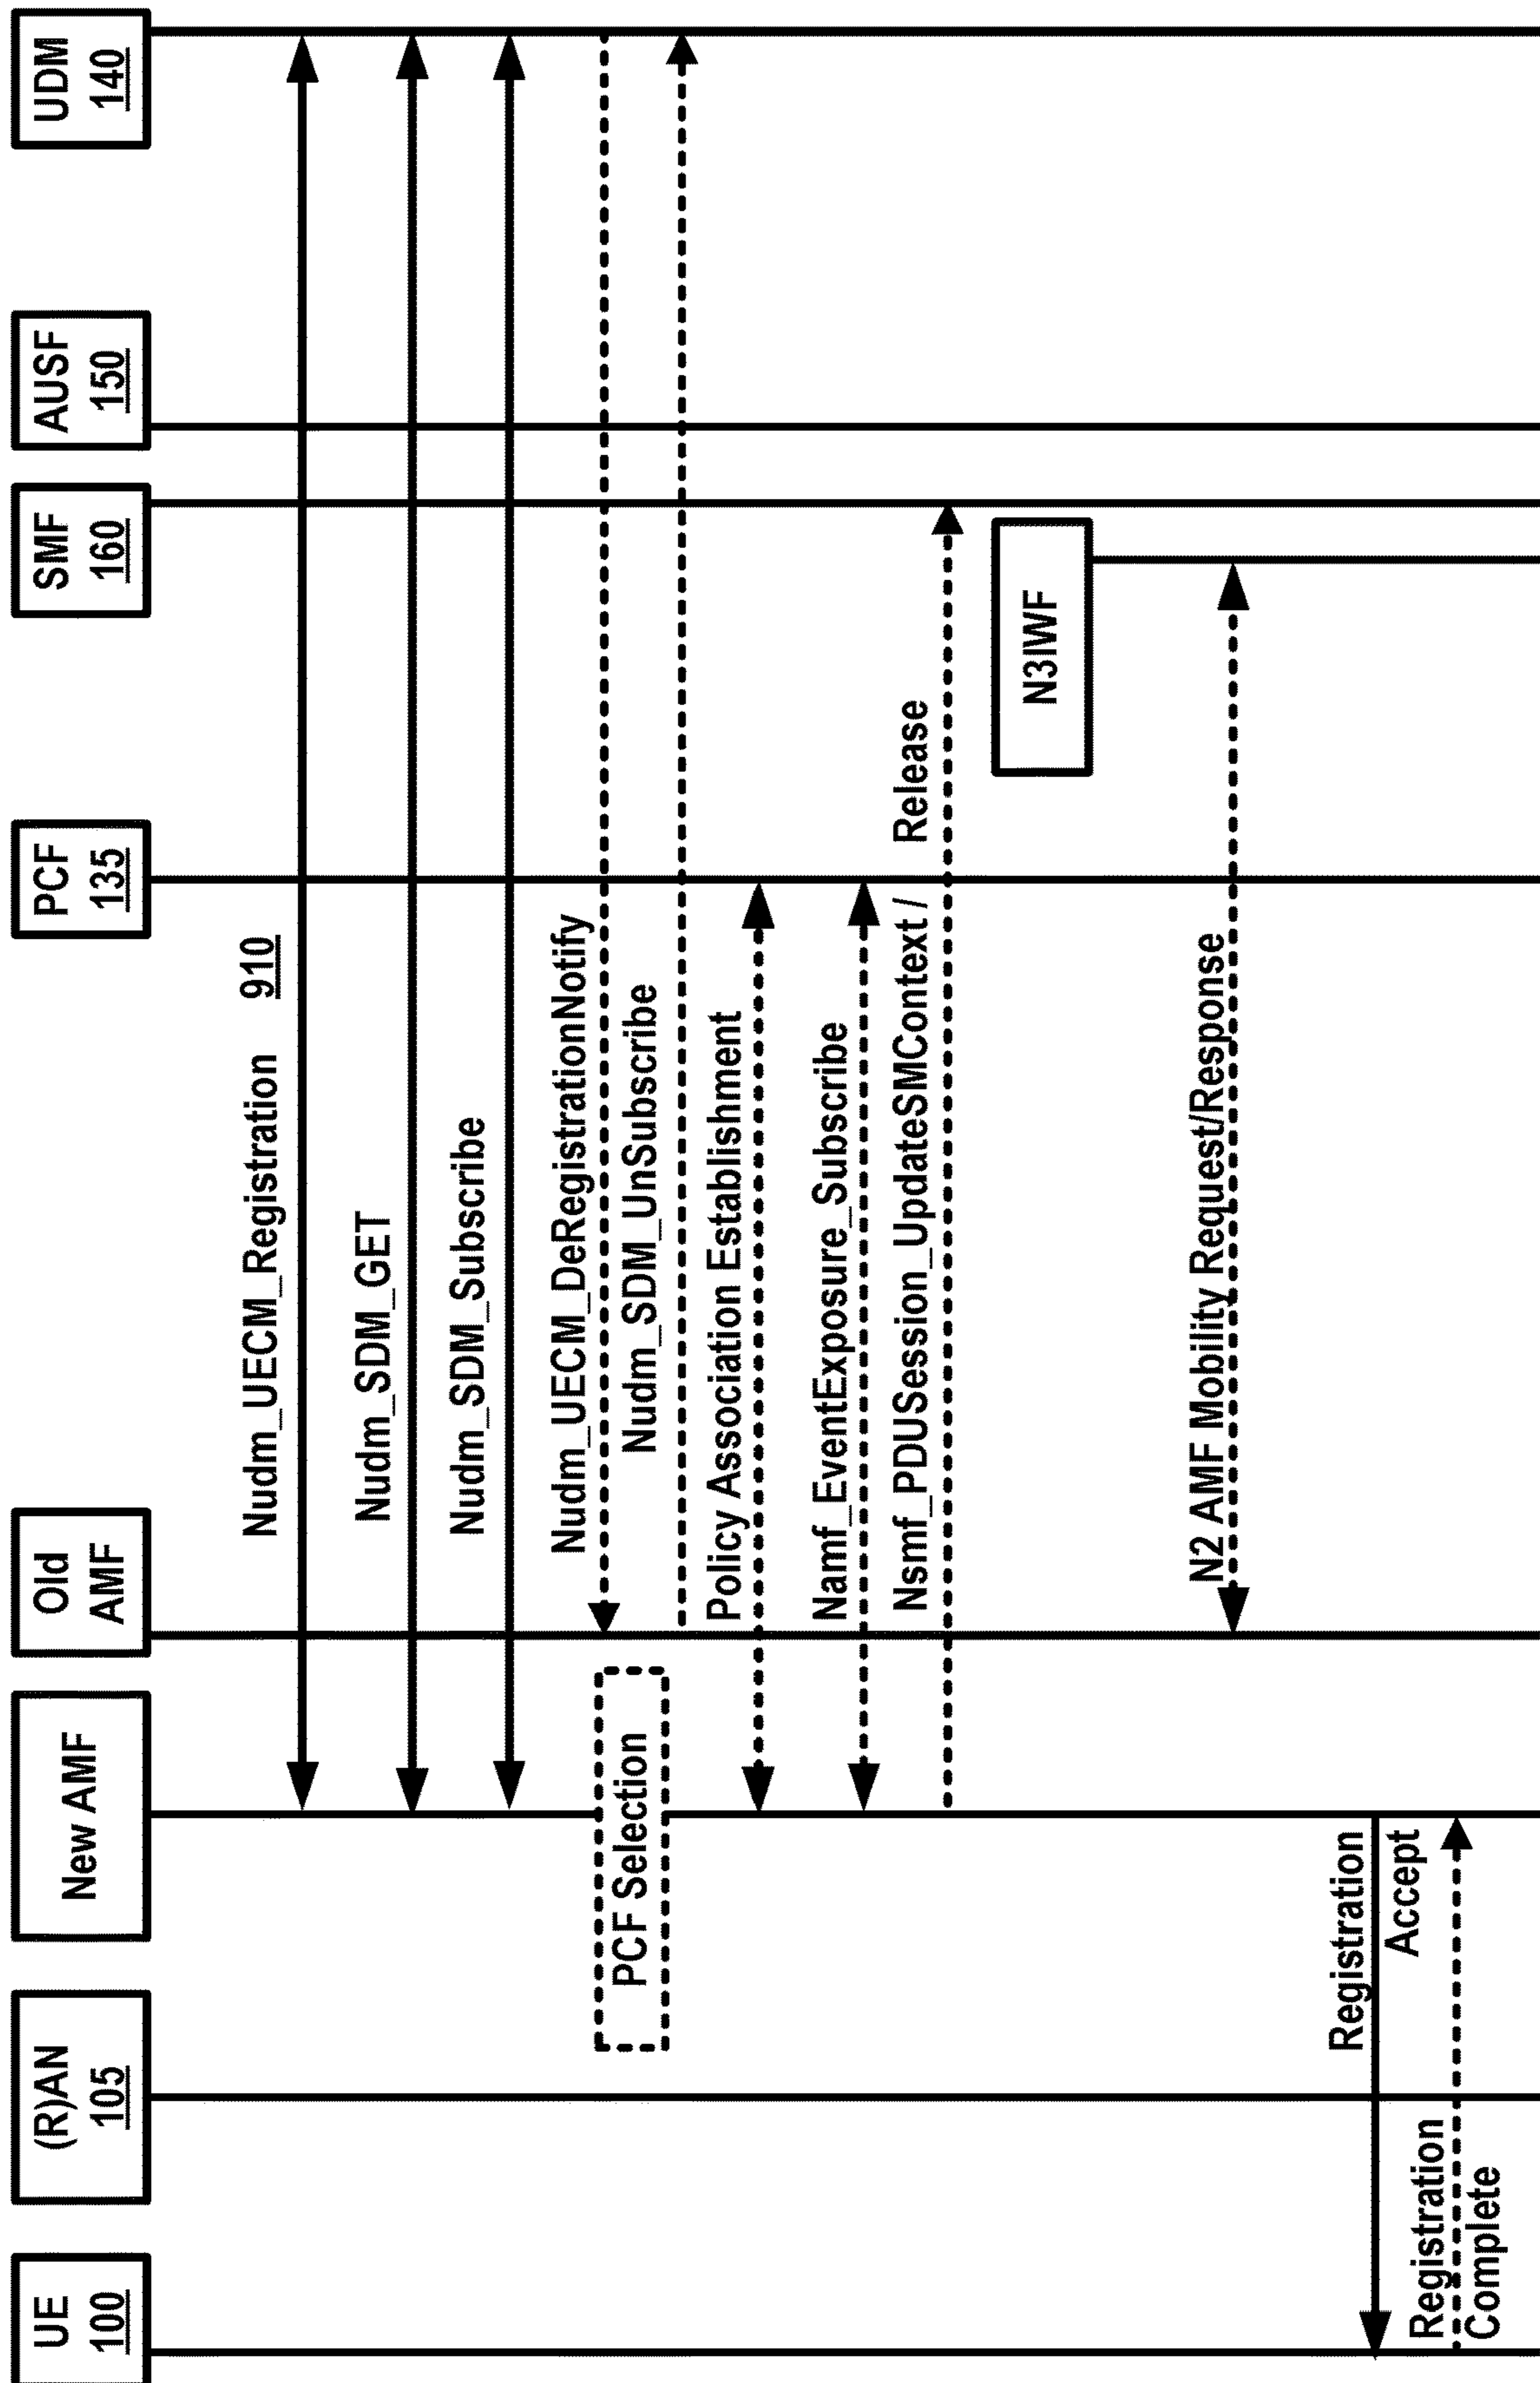 UE
100
(R)AN
105
New AMF
Old
AMF
PCF
135
SMF
160
AUSF
150
UDM
140
Nudm_UECM_Registration 910
Nudm_SDM_GET
Nudm_SDM_Subscribe
Nudm_UECM_DeRegistrationNotify
PCF Selection
Nudm_SDM_UnSubscribe
Policy Association Establishment
Namf_EventExposure_Subscribe
Nsmf_PDUSession_UpdateSMContext / Release
N3IWF
N2 AMF Mobility Request/Response
Registration
Accept
Registration
Complete